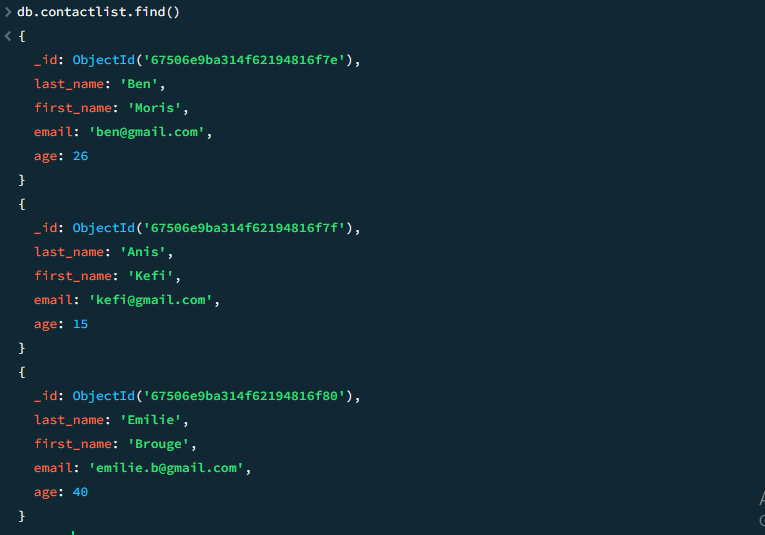 > db.contactlist.find()
< {
_id: ObjectId('67506e9ba314f62194816f7e'),
last_name: 'Ben',
first_name: 'Moris',
email: 'ben@gmail.com',
age: 26
}
{
_id: ObjectId('67506e9ba314f62194816f7f'),
last_name: 'Anis',
first_name: 'Kefi',
email: 'kefi@gmail.com',
age: 15
}
{
_id: ObjectId('67506e9ba314f62194816f80'),
last_name: 'Emilie',
first_name: 'Brouge',
email: 'emilie.b@gmail.com',
age: 40
}